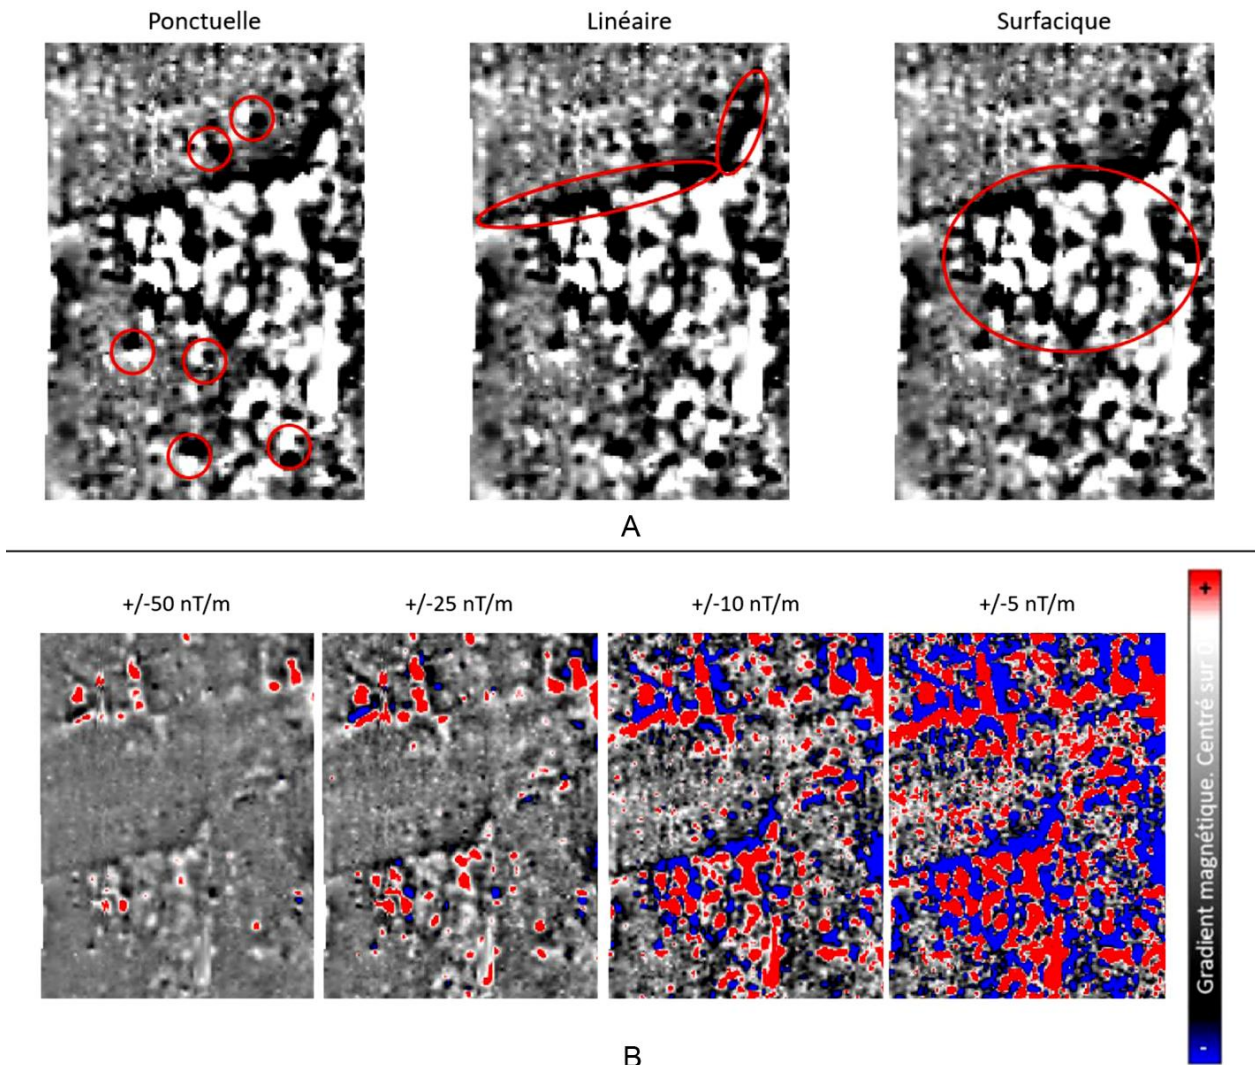 Ponctuelle
Linéaire
Surfacique
A
+/-50 nT/m
+/-25 nT/m
+/-10 nT/m
+/-5 nT/m
+
Gradient magnétique. Centré sur 0
-
B